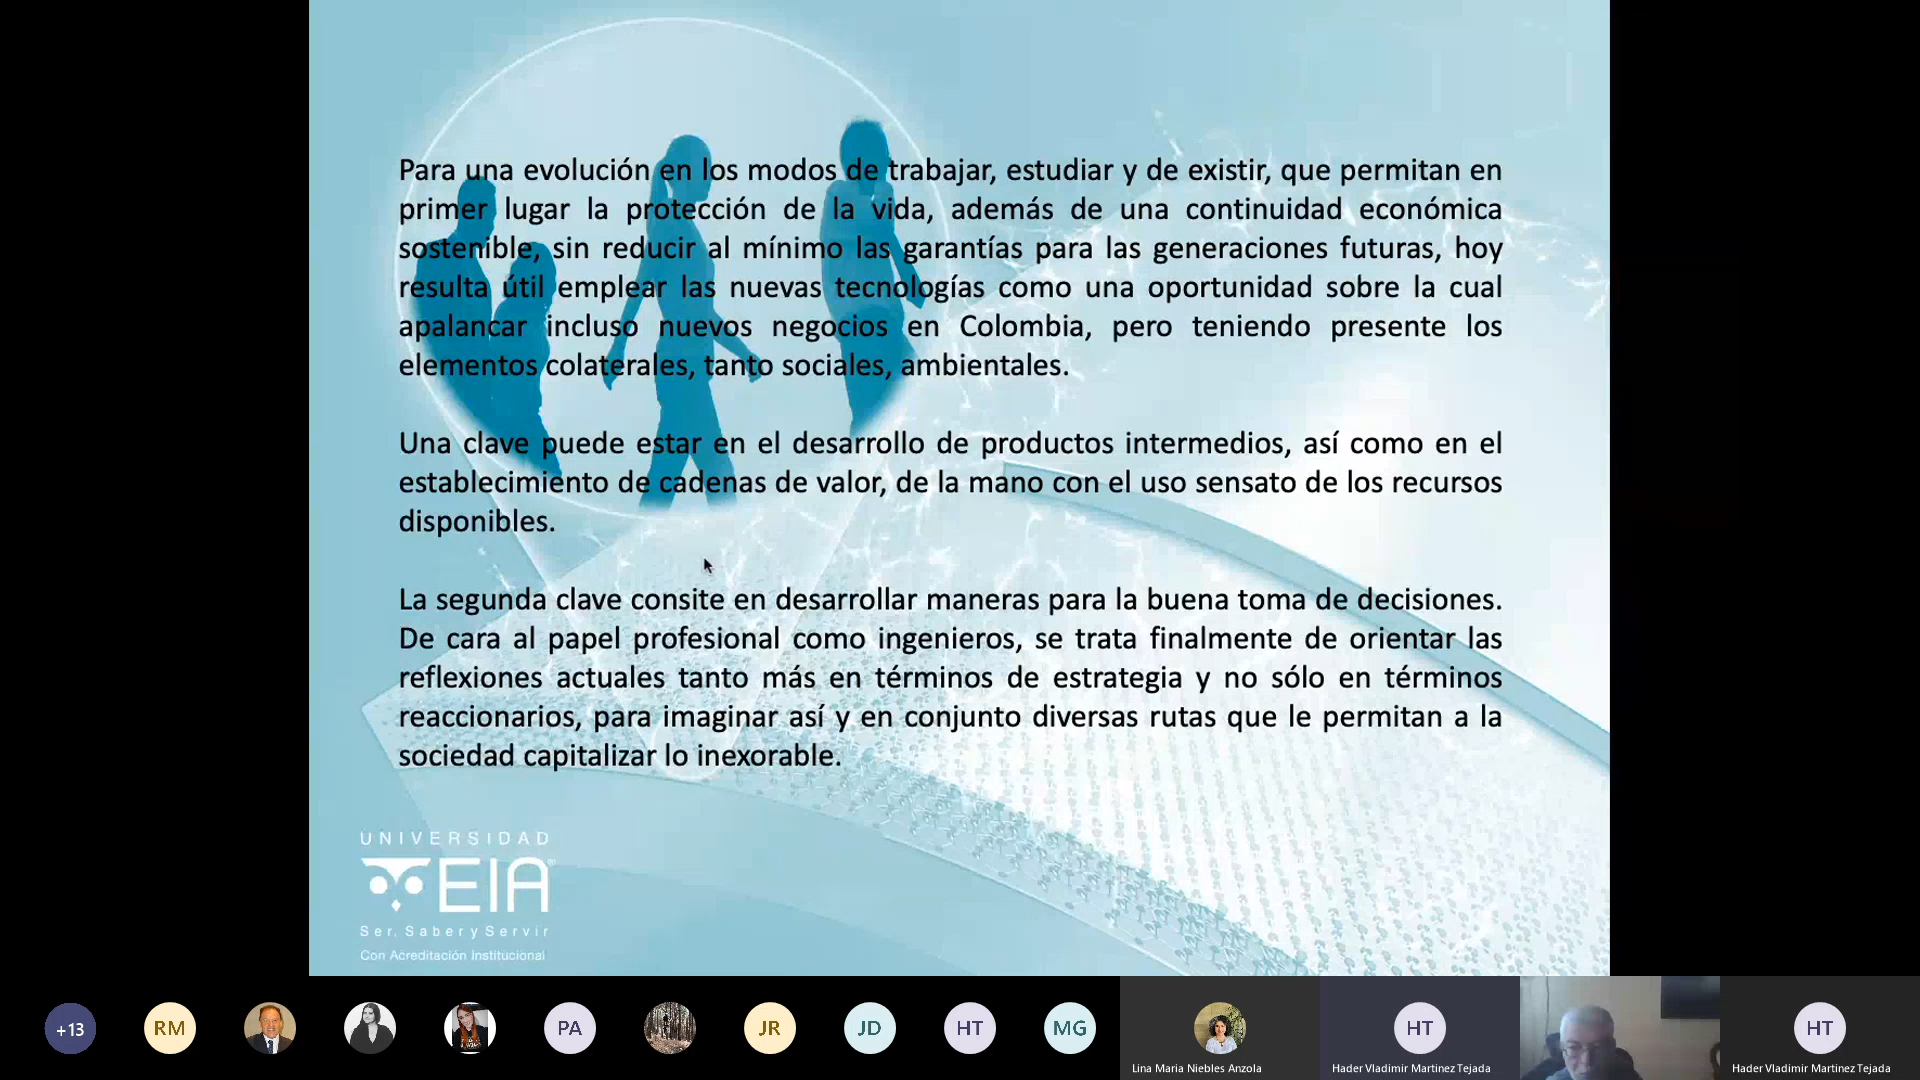 Para una evolución en los modos de trabajar, estudiar y de existir, que permitan en
primer lugar la protección de la vida, además de una continuidad económica
sostenible, sin reducir al mínimo las garantías para las generaciones futuras, hoy
resulta útil emplear las nuevas tecnologías como una oportunidad sobre la cual
apalancar incluso nuevos negocios en Colombia, pero teniendo presente los
elementos colaterales, tanto sociales, ambientales.
Una clave puede estar en el desarrollo de productos intermedios, así como en el
establecimiento de cadenas de valor, de la mano con el uso sensato de los recursos
disponibles.
La segunda clave consite en desarrollar maneras para la buena toma de decisiones.
De cara al papel profesional como ingenieros, se trata finalmente de orientar las
reflexiones actuales tanto más en términos de estrategia y no sólo en términos
reaccionarios, para imaginar así y en conjunto diversas rutas que le permitan a la
sociedad capitalizar lo inexorable.
UNIVERSIDAD
EIA
Ser, Saber y Servir
Con Acreditación Institucional
+13 RM PA JR JD HT MG HT HT
Lina Maria Niebles Anzola Hader Vladimir Martinez Tejada Hader Vladimir Martinez Tejada